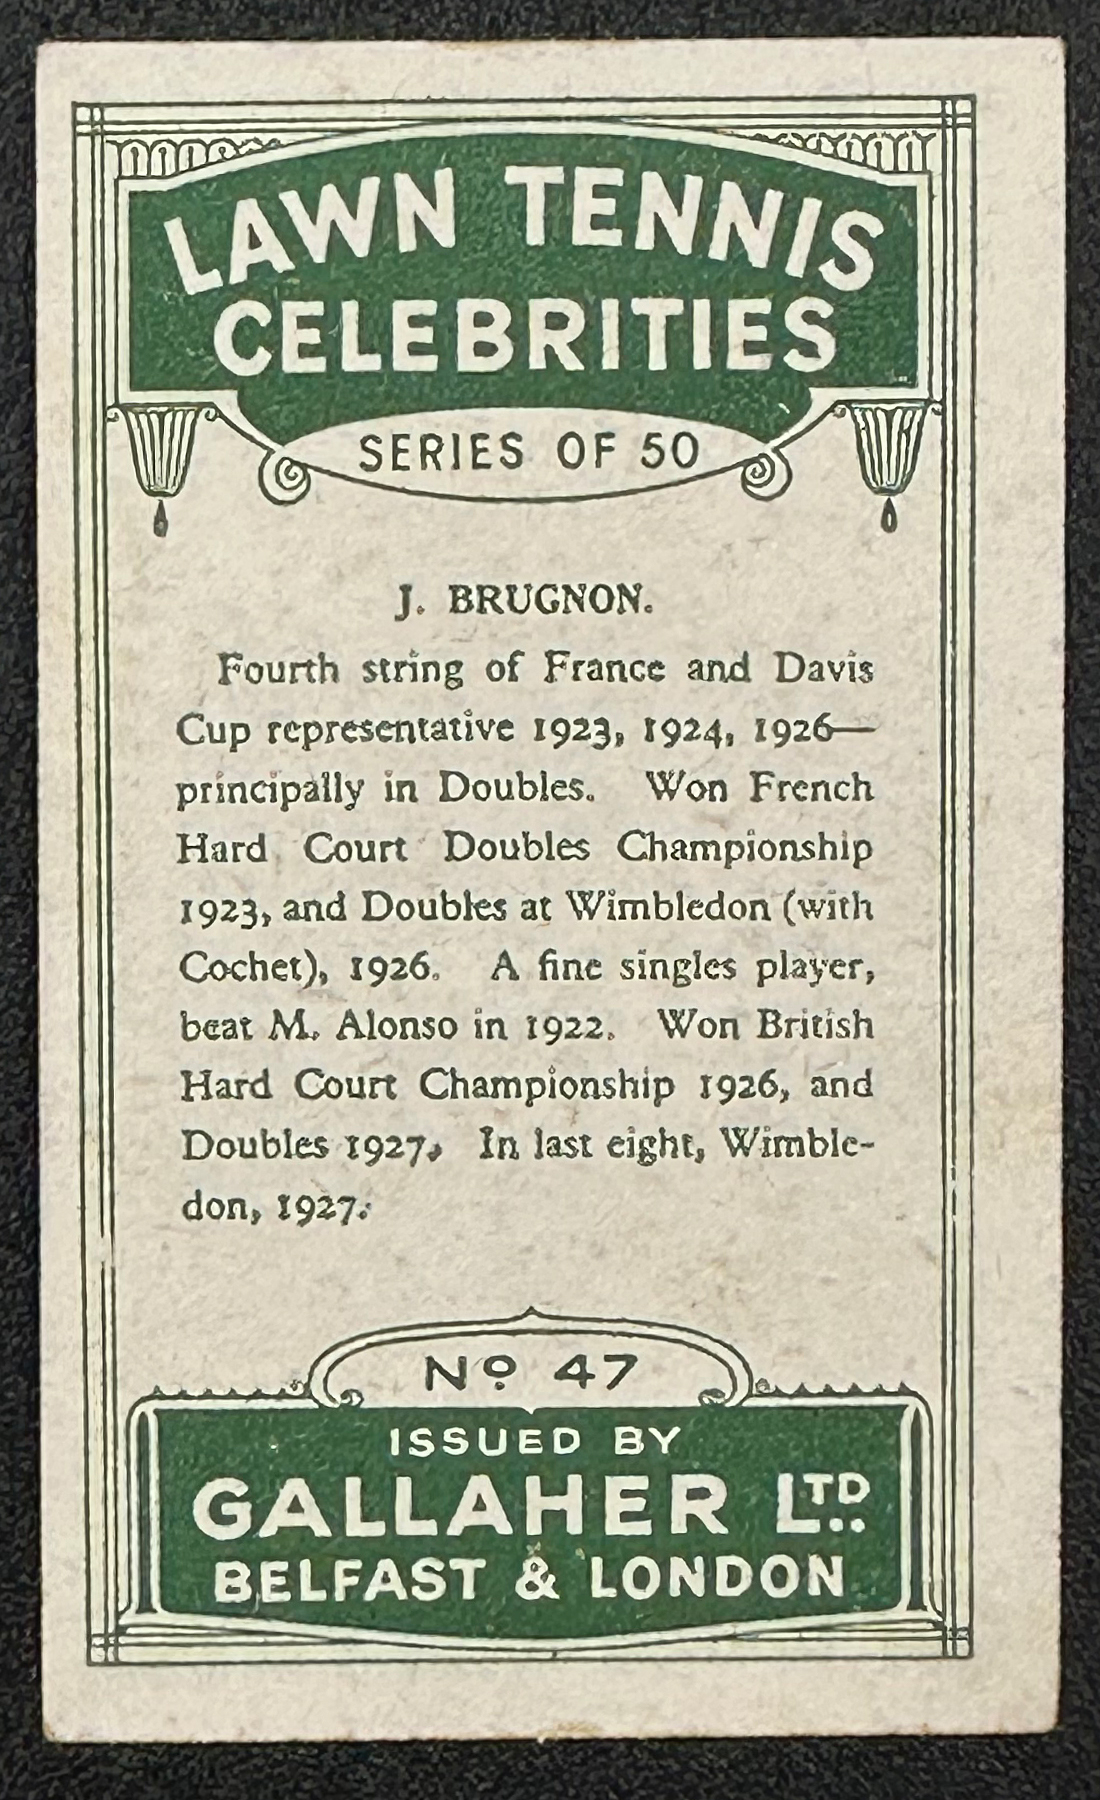 LAWN TENNIS
CELEBRITIES
SERIES OF 50
J. BRUGNON.
Fourth string of France and Davis
Cup representative 1923, 1924, 1926—
principally in Doubles. Won French
Hard Court Doubles Championship
1923, and Doubles at Wimbledon (with
Cochet), 1926. A fine singles player,
beat M. Alonso in 1922. Won British
Hard Court Championship 1926, and
Doubles 1927. In last eight, Wimble-
don, 1927.
Nº 47
ISSUED BY
GALLAHER LTD.
BELFAST & LONDON